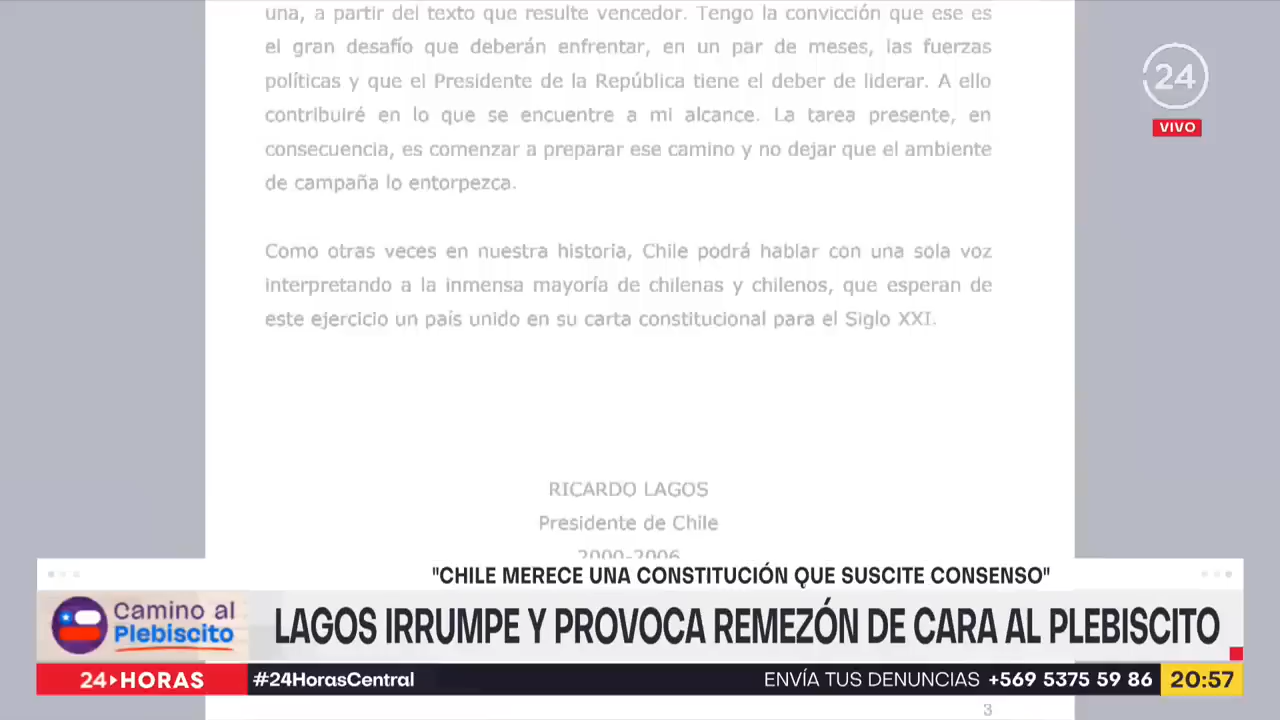 una, a partir del texto que resulte vencedor. Tengo la convicción que ese es
el gran desafío que deberán enfrentar, en un par de meses, las fuerzas
políticas y que el Presidente de la República tiene el deber de liderar. A ello
contribuiré en lo que se encuentre a mi alcance. La tarea presente, en
consecuencia, es comenzar a preparar ese camino y no dejar que el ambiente
de campaña lo entorpezca.
Como otras veces en nuestra historia, Chile podrá hablar con una sola voz
interpretando a la inmensa mayoría de chilenas y chilenos, que esperan de
este ejercicio un país unido en su carta constitucional para el Siglo XXI.
RICARDO LAGOS
Presidente de Chile
2000-2006
24
VIVO
"CHILE MERECE UNA CONSTITUCIÓN QUE SUSCITE CONSENSO"
Camino al
Plebiscito
LAGOS IRRUMPE Y PROVOCA REMEZÓN DE CARA AL PLEBISCITO
24 HORAS
#24HorasCentral
ENVÍA TUS DENUNCIAS +569 5375 59 86
20:57
3